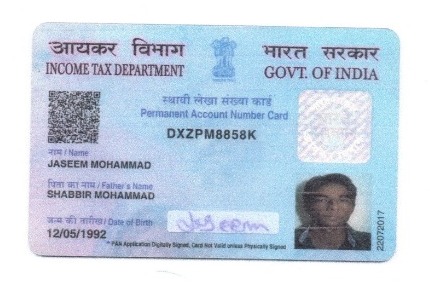 आयकर विभाग
INCOME TAX DEPARTMENT
भारत सरकार
GOVT. OF INDIA
स्थायी लेखा संख्या कार्ड
Permanent Account Number Card
DXZPM8858K
नाम / Name
JASEEM MOHAMMAD
पिता का नाम / Father's Name
SHABBIR MOHAMMAD
जन्म की तारीख / Date of Birth
12/05/1992
Jaseem
* PAN Application Digitally Signed, Card Not Valid unless Physically Signed
22072017